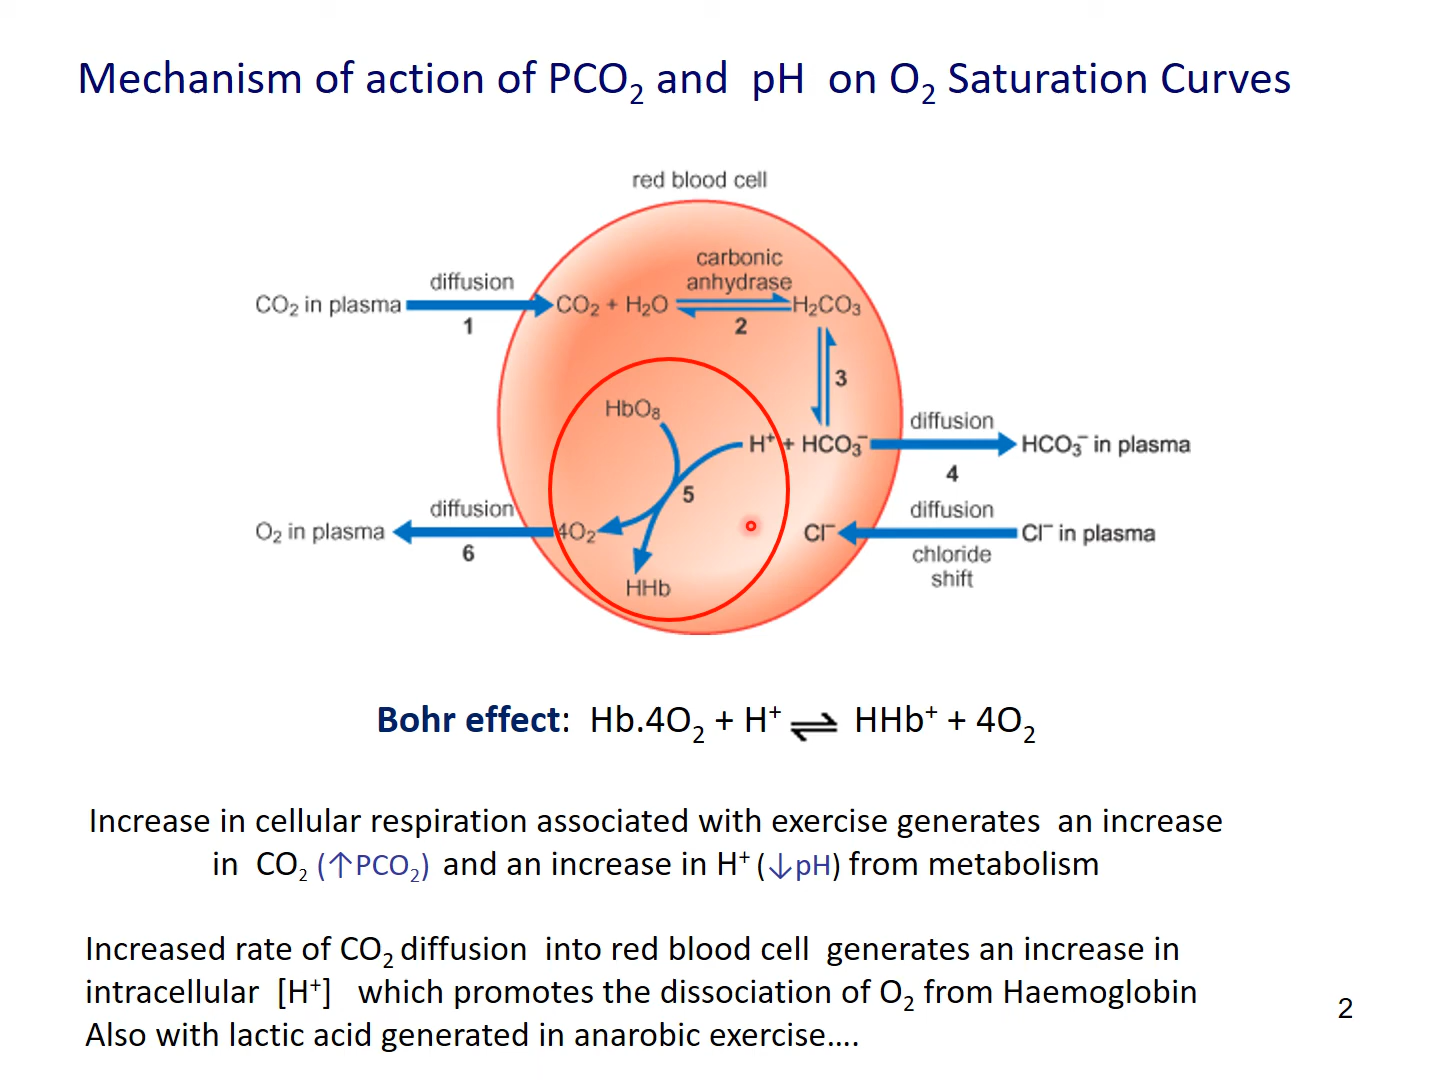 Mechanism of action of PCO₂ and pH on O₂ Saturation Curves
red blood cell
carbonic
anhydrase
diffusion
CO₂ in plasma
CO₂ + H₂O
H₂CO₃
1
2
3
HbO₈
H⁺ + HCO₃⁻
diffusion
HCO₃⁻ in plasma
4
5
diffusion
O₂ in plasma
4O₂
6
diffusion
Cl⁻
Cl⁻ in plasma
chloride
shift
HHb
Bohr effect: Hb.4O₂ + H⁺ ⇌ HHb⁺ + 4O₂
Increase in cellular respiration associated with exercise generates an increase
in CO₂ (↑PCO₂) and an increase in H⁺ (↓pH) from metabolism
Increased rate of CO₂ diffusion into red blood cell generates an increase in
intracellular [H⁺] which promotes the dissociation of O₂ from Haemoglobin
Also with lactic acid generated in anarobic exercise....
2